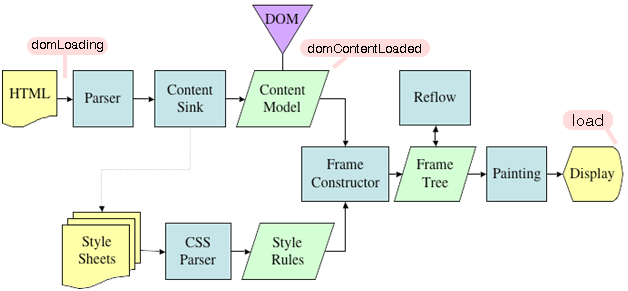 DOM
domLoading
domContentLoaded
HTML
Parser
Content
Sink
Content
Model
Reflow
load
Frame
Constructor
Frame
Tree
Painting
Display
Style
Sheets
CSS
Parser
Style
Rules